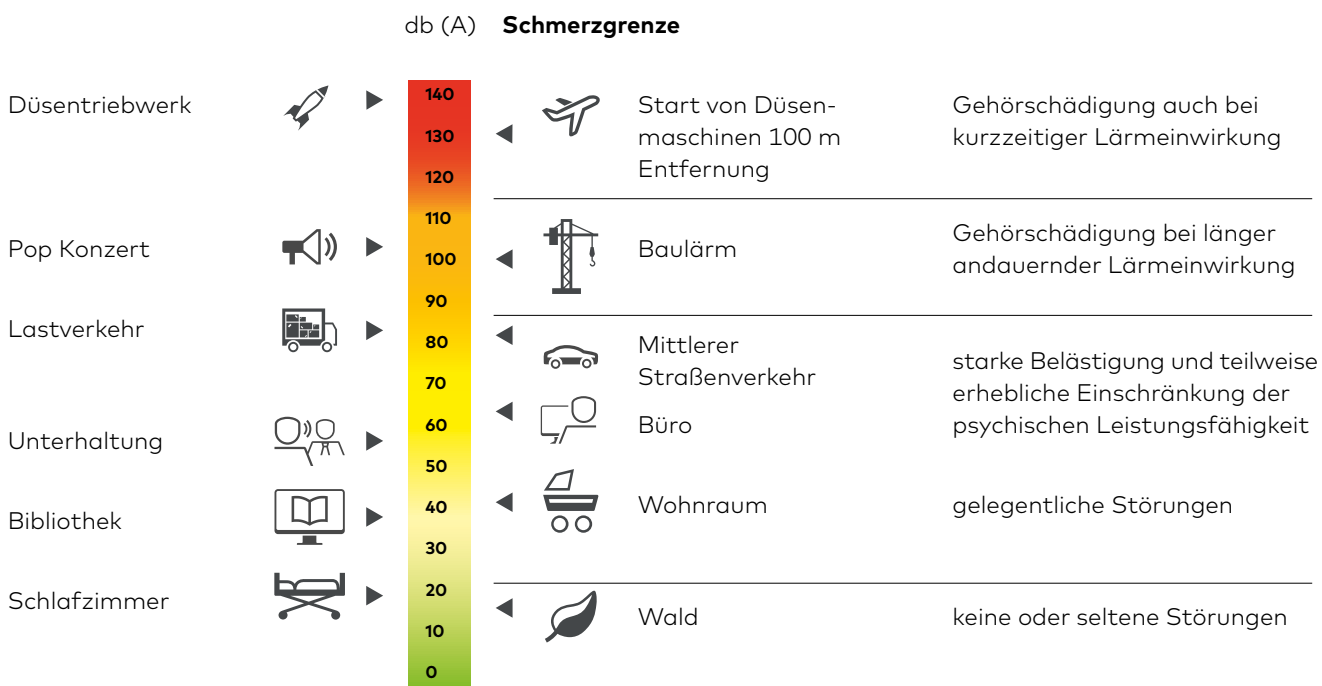 db (A) Schmerzgrenze
Düsentriebwerk
Pop Konzert
Lastverkehr
Unterhaltung
Bibliothek
Schlafzimmer
140
130
120
110
100
90
80
70
60
50
40
30
20
10
0
Start von Düsen-
maschinen 100 m
Entfernung
Gehörschädigung auch bei
kurzzeitiger Lärmeinwirkung
Baulärm
Gehörschädigung bei länger
andauernder Lärmeinwirkung
Mittlerer
Straßenverkehr
Büro
starke Belästigung und teilweise
erhebliche Einschränkung der
psychischen Leistungsfähigkeit
Wohnraum
gelegentliche Störungen
Wald
keine oder seltene Störungen